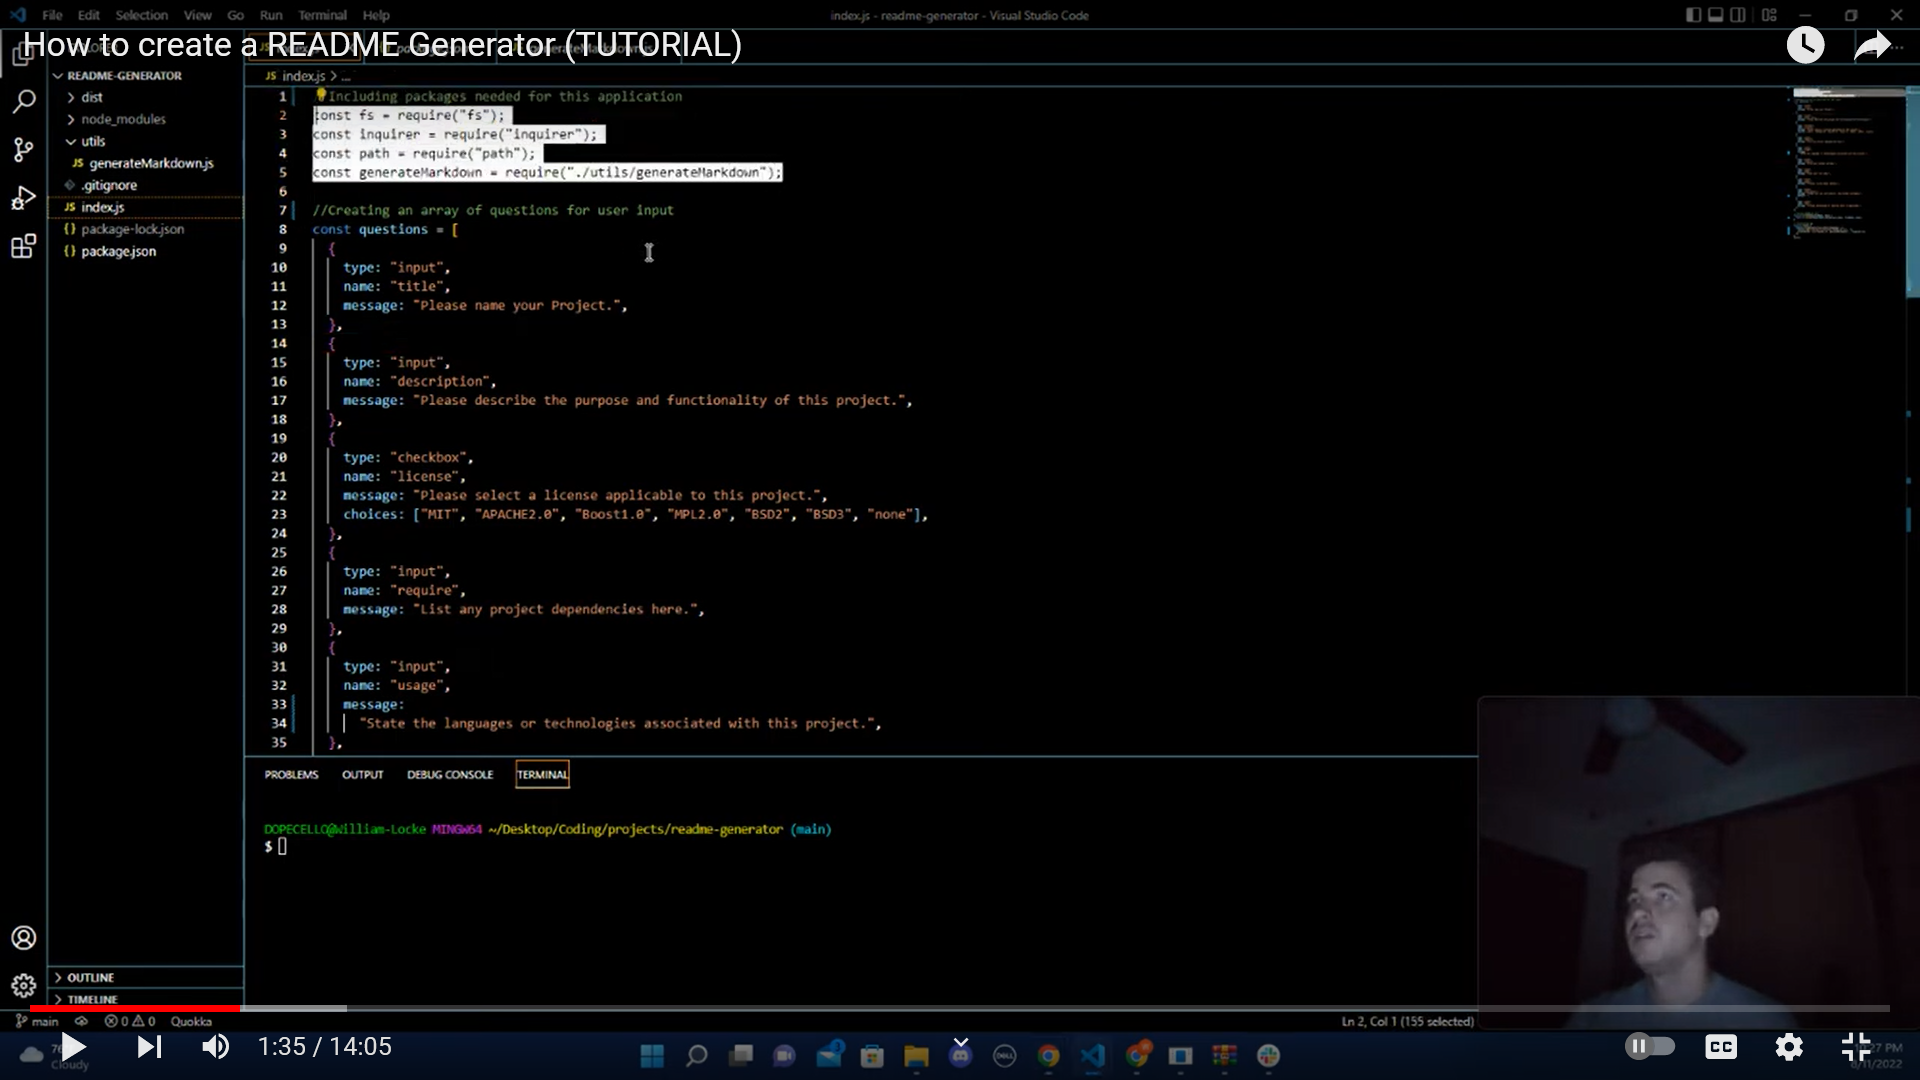 File Edit Selection View Go Run Terminal Help
index.js - readme-generator - Visual Studio Code
How to create a README Generator (TUTORIAL)
README-GENERATOR
dist
node_modules
utils
JS generateMarkdown.js
.gitignore
JS index.js
{} package-lock.json
{} package.json
JS index.js > ...
1 Including packages needed for this application
2 const fs = require("fs");
3 const inquirer = require("inquirer");
4 const path = require("path");
5 const generateMarkdown = require("./utils/generateMarkdown");
6
7 //Creating an array of questions for user input
8 const questions = [
9 {
10 type: "input",
11 name: "title",
12 message: "Please name your Project.",
13 },
14 {
15 type: "input",
16 name: "description",
17 message: "Please describe the purpose and functionality of this project.",
18 },
19 {
20 type: "checkbox",
21 name: "license",
22 message: "Please select a license applicable to this project.",
23 choices: ["MIT", "APACHE2.0", "Boost1.0", "MPL2.0", "BSD2", "BSD3", "none"],
24 },
25 {
26 type: "input",
27 name: "require",
28 message: "List any project dependencies here.",
29 },
30 {
31 type: "input",
32 name: "usage",
33 message:
34 "State the languages or technologies associated with this project.",
35 },
PROBLEMS OUTPUT DEBUG CONSOLE TERMINAL
DOPECELLO@William-Locke MINGW64 ~/Desktop/Coding/projects/readme-generator (main)
$
OUTLINE
TIMELINE
main 0 0 Quokka
Ln 2, Col 1 (155 selected)
1:35 / 14:05
CC
Cloudy
DELL